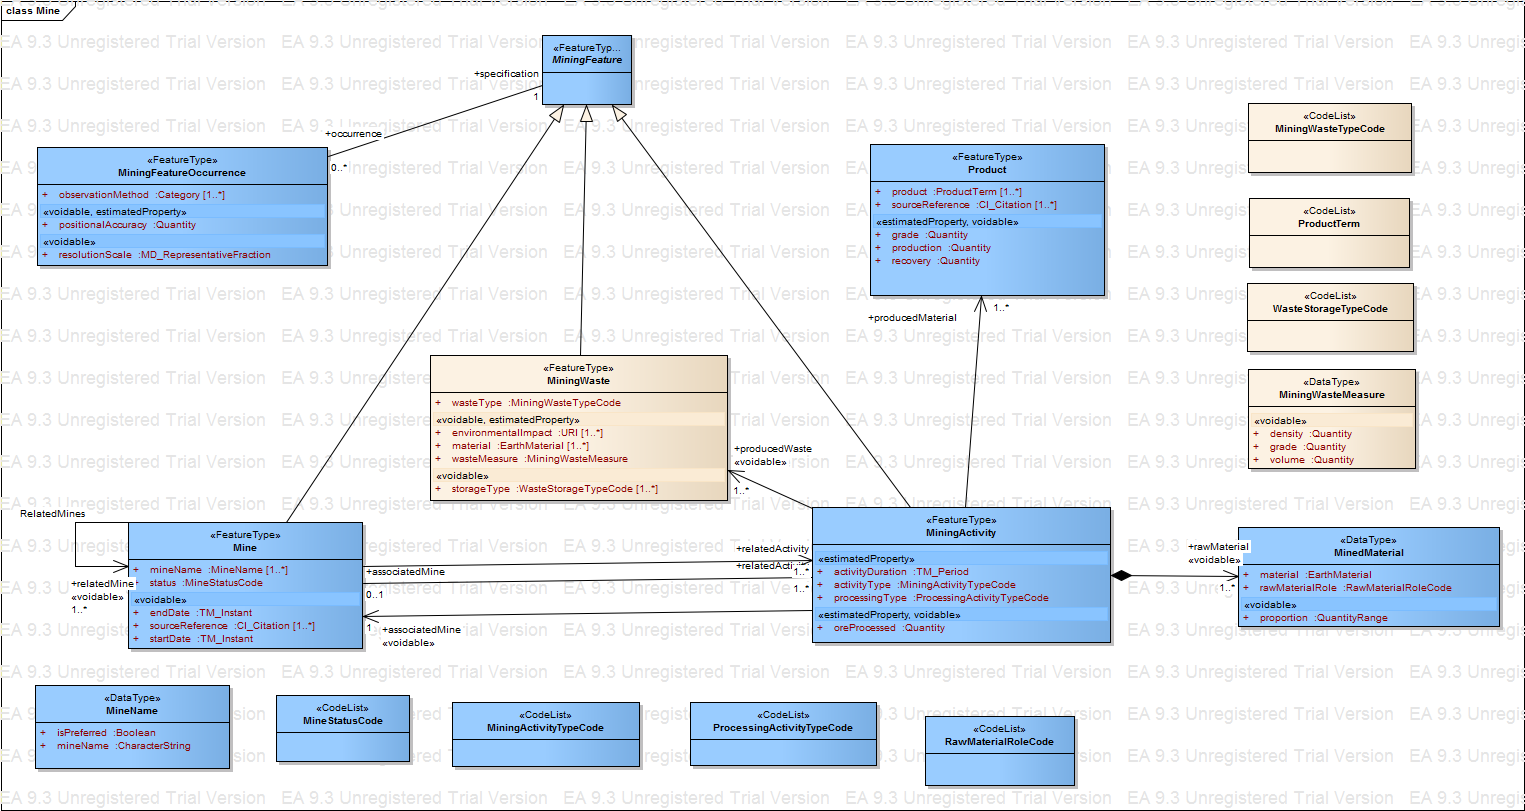 class Mine
EA 9.3 Unregistered Trial Version
«FeatureTyp...
MiningFeature
+specification
1
+occurrence
0..*
«FeatureType»
MiningFeatureOccurrence
+ observationMethod :Category [1..*]
«voidable, estimatedProperty»
+ positionalAccuracy :Quantity
«voidable»
+ resolutionScale :MD_RepresentativeFraction
«FeatureType»
Product
+ product :ProductTerm [1..*]
+ sourceReference :CI_Citation [1..*]
«estimatedProperty, voidable»
+ grade :Quantity
+ production :Quantity
+ recovery :Quantity
+producedMaterial
1..*
«CodeList»
MiningWasteTypeCode
«CodeList»
ProductTerm
«CodeList»
WasteStorageTypeCode
«DataType»
MiningWasteMeasure
«voidable»
+ density :Quantity
+ grade :Quantity
+ volume :Quantity
«FeatureType»
MiningWaste
+ wasteType :MiningWasteTypeCode
«voidable, estimatedProperty»
+ environmentalImpact :URI [1..*]
+ material :EarthMaterial [1..*]
+ wasteMeasure :MiningWasteMeasure
«voidable»
+ storageType :WasteStorageTypeCode [1..*]
+producedWaste
«voidable»
1..*
RelatedMines
+relatedMine
«voidable»
1..*
«FeatureType»
Mine
+ mineName :MineName [1..*]
+ status :MineStatusCode
«voidable»
+ endDate :TM_Instant
+ sourceReference :CI_Citation [1..*]
+ startDate :TM_Instant
+associatedMine
0..1
1
+associatedMine
«voidable»
+relatedActivity
1..*
1..*
«FeatureType»
MiningActivity
«estimatedProperty»
+ activityDuration :TM_Period
+ activityType :MiningActivityTypeCode
+ processingType :ProcessingActivityTypeCode
«estimatedProperty, voidable»
+ oreProcessed :Quantity
+rawMaterial
«voidable»
1..*
«DataType»
MinedMaterial
+ material :EarthMaterial
+ rawMaterialRole :RawMaterialRoleCode
«voidable»
+ proportion :QuantityRange
«DataType»
MineName
+ isPreferred :Boolean
+ mineName :CharacterString
«CodeList»
MineStatusCode
«CodeList»
MiningActivityTypeCode
«CodeList»
ProcessingActivityTypeCode
«CodeList»
RawMaterialRoleCode